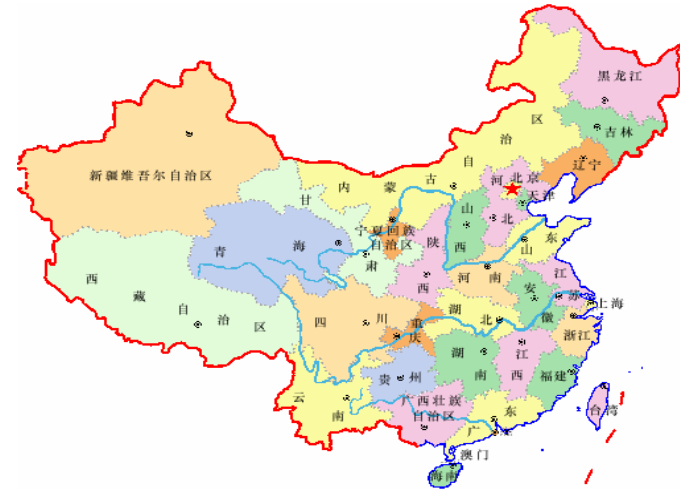 黑龙江
吉林
辽宁
内蒙古自治区
新疆维吾尔自治区
甘肃
宁夏回族
自治区
北京
天津
河北
山西
山东
青海
陕西
河南
江苏
安徽
上海
西藏自治区
四川
重庆
湖北
浙江
湖南
江西
福建
贵州
云南
广西壮族
自治区
广东
台湾
澳门
海南